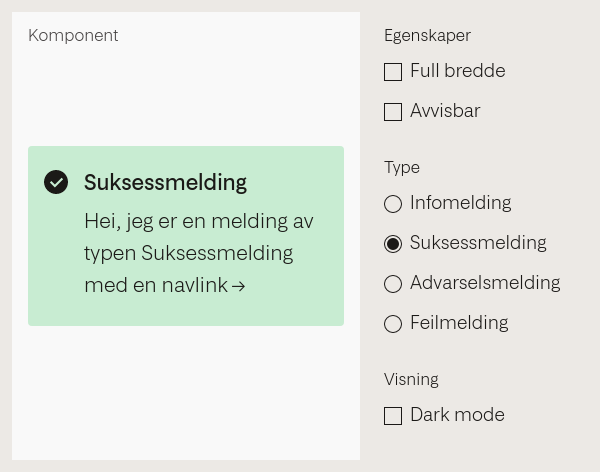 Komponent
Suksessmelding
Hei, jeg er en melding av
typen Suksessmelding
med en navlink →
Egenskaper
Full bredde
Avvisbar
Type
Infomelding
Suksessmelding
Advarselsmelding
Feilmelding
Visning
Dark mode